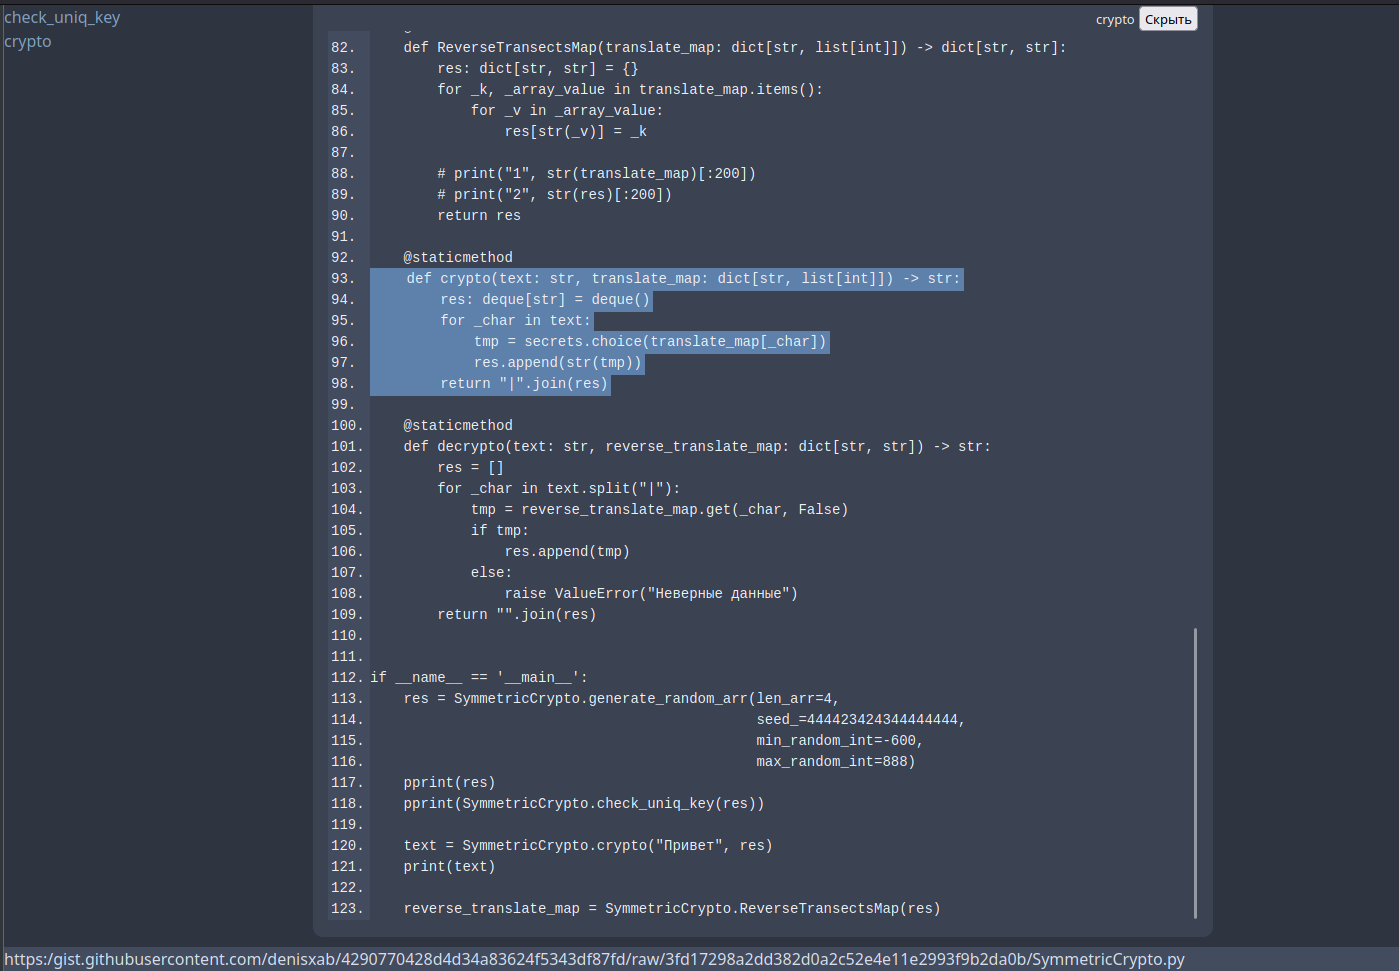 check_uniq_key
crypto
crypto Скрыть
82.    def ReverseTransectsMap(translate_map: dict[str, list[int]]) -> dict[str, str]:
83.        res: dict[str, str] = {}
84.        for _k, _array_value in translate_map.items():
85.            for _v in _array_value:
86.                res[str(_v)] = _k
87.
88.        # print("1", str(translate_map)[:200])
89.        # print("2", str(res)[:200])
90.        return res
91.
92.    @staticmethod
93.    def crypto(text: str, translate_map: dict[str, list[int]]) -> str:
94.        res: deque[str] = deque()
95.        for _char in text:
96.            tmp = secrets.choice(translate_map[_char])
97.            res.append(str(tmp))
98.        return "|".join(res)
99.
100.    @staticmethod
101.    def decrypto(text: str, reverse_translate_map: dict[str, str]) -> str:
102.        res = []
103.        for _char in text.split("|"):
104.            tmp = reverse_translate_map.get(_char, False)
105.            if tmp:
106.                res.append(tmp)
107.            else:
108.                raise ValueError("Неверные данные")
109.        return "".join(res)
110.
111.
112. if __name__ == '__main__':
113.    res = SymmetricCrypto.generate_random_arr(len_arr=4,
114.                                              seed_=444423424344444444,
115.                                              min_random_int=-600,
116.                                              max_random_int=888)
117.    pprint(res)
118.    pprint(SymmetricCrypto.check_uniq_key(res))
119.
120.    text = SymmetricCrypto.crypto("Привет", res)
121.    print(text)
122.
123.    reverse_translate_map = SymmetricCrypto.ReverseTransectsMap(res)
https:/gist.githubusercontent.com/denisxab/4290770428d4d34a83624f5343df87fd/raw/3fd17298a2dd382d0a2c52e4e11e2993f9b2da0b/SymmetricCrypto.py